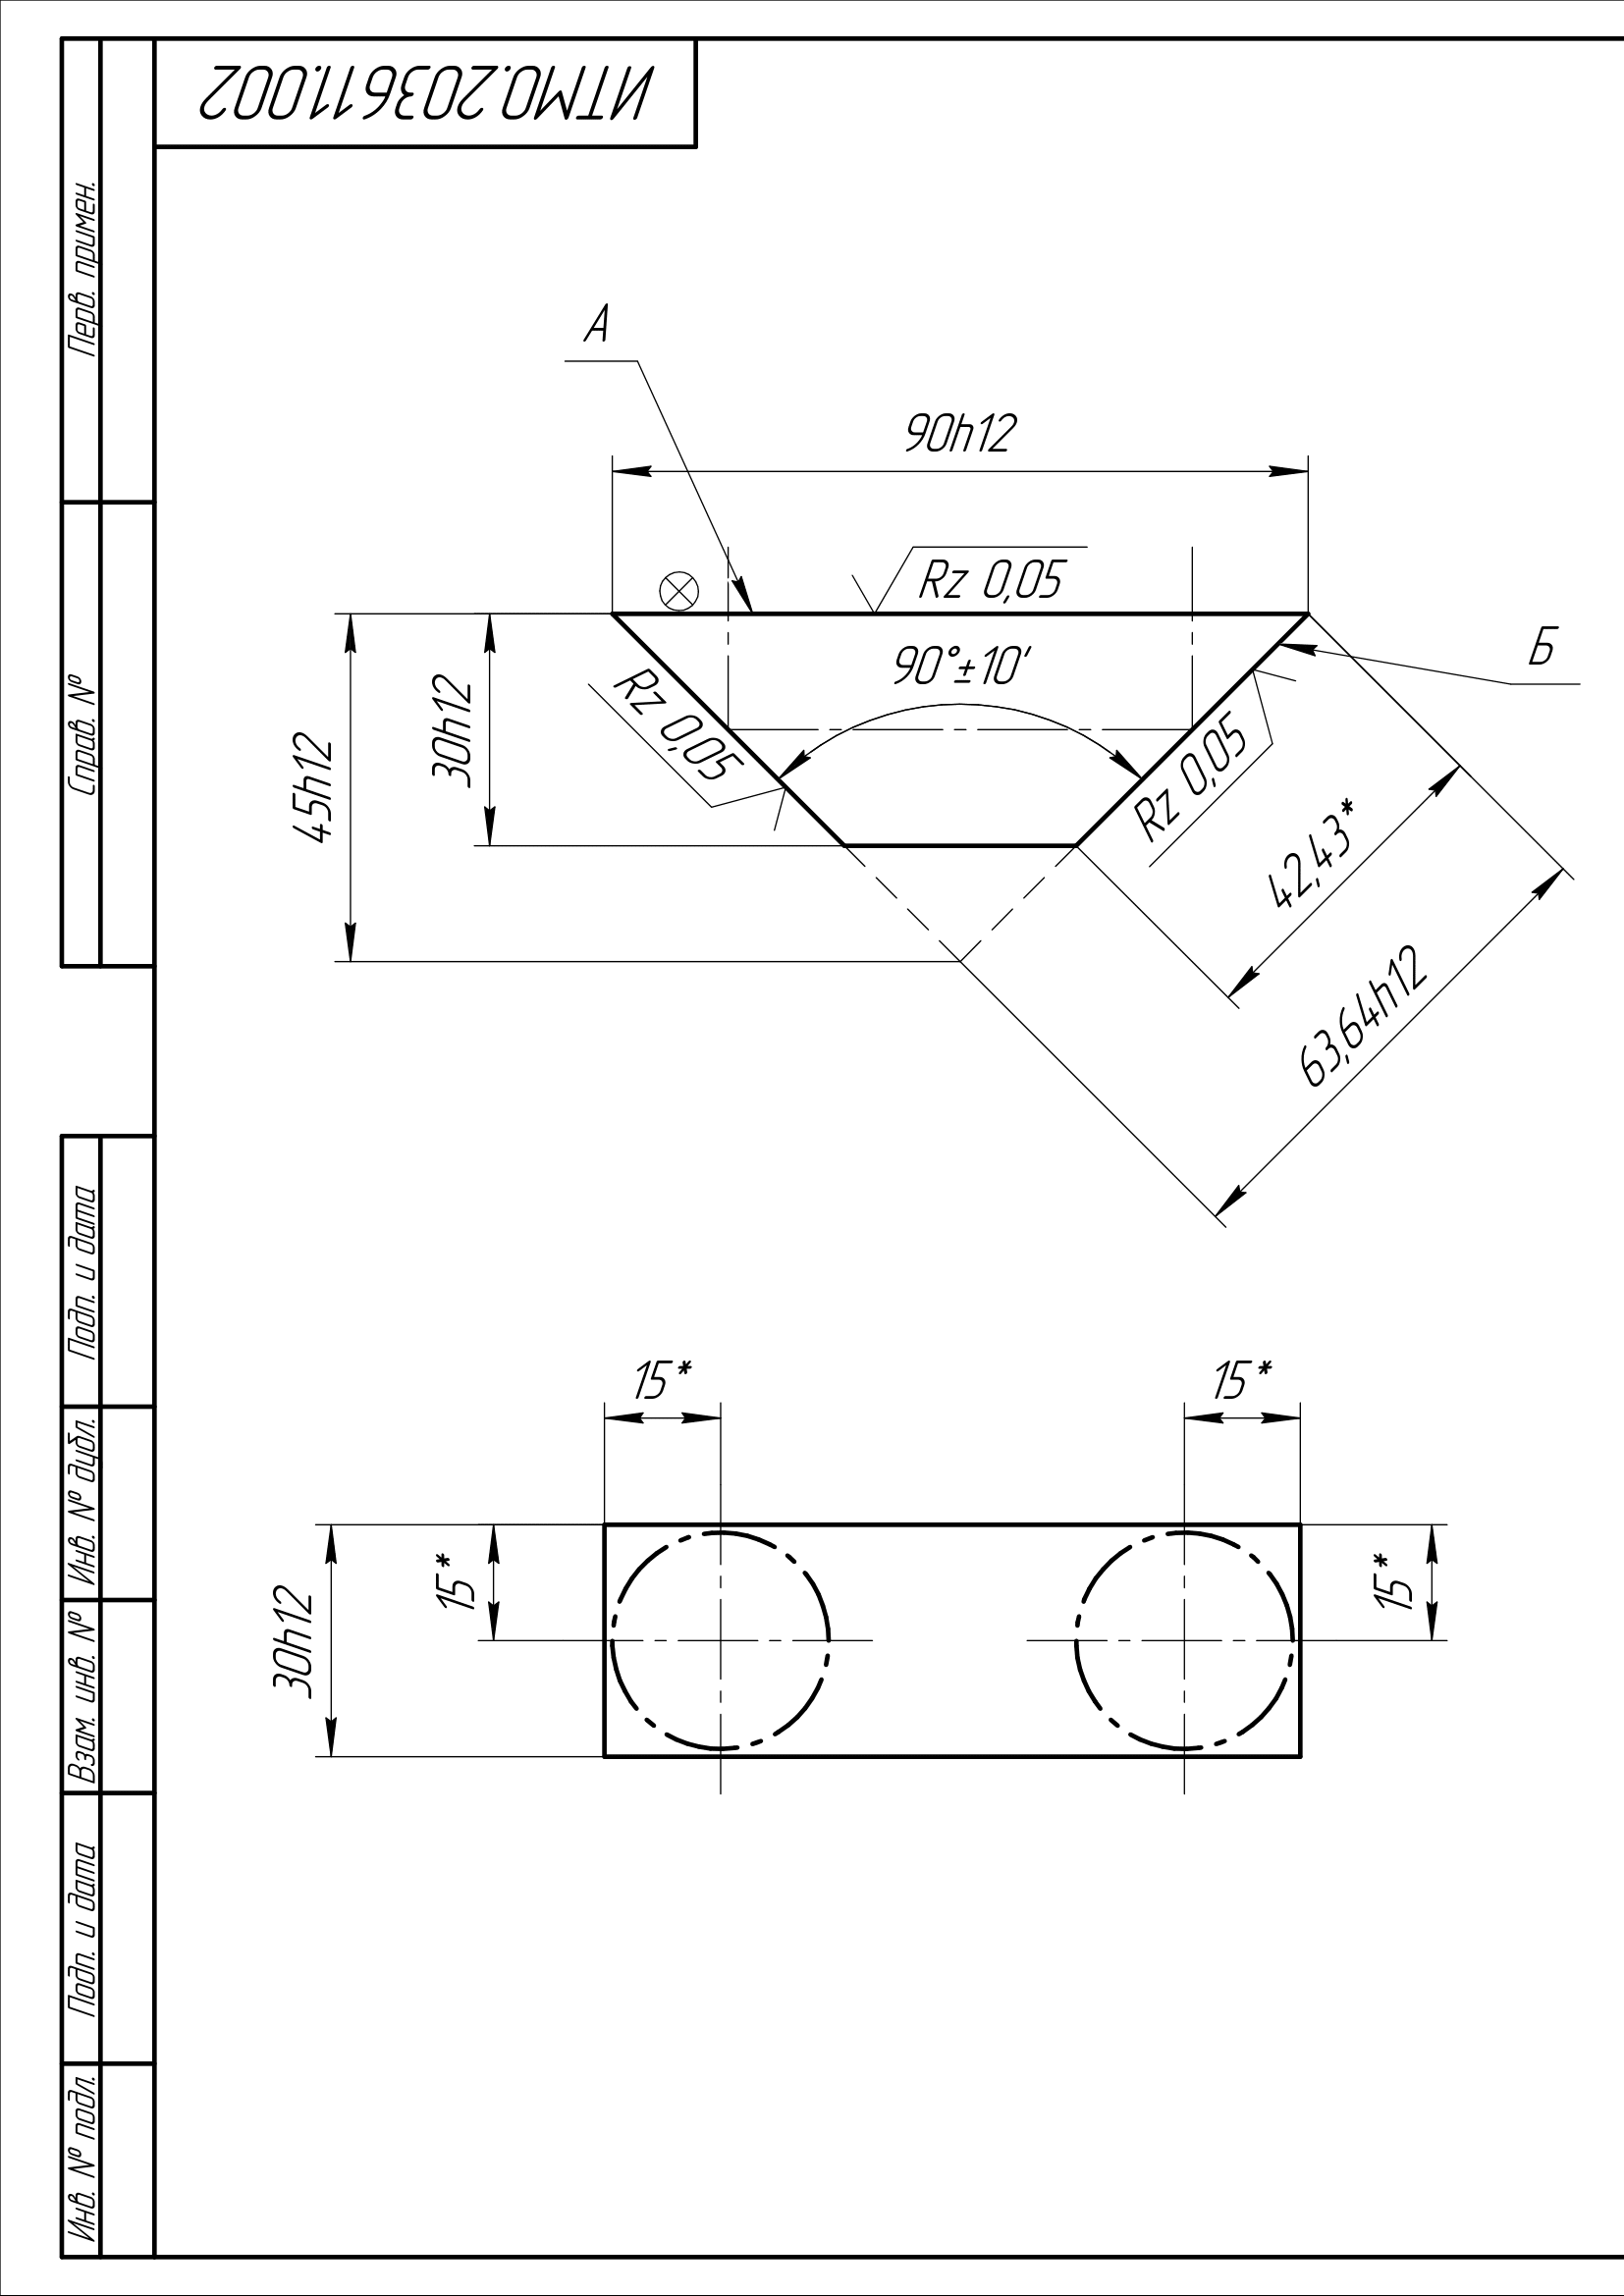 ИТМО.203611.002
Перв. примен.
Справ. №
Подп. и дата
Инв. № дубл.
Взам. инв. №
Подп. и дата
Инв. № подл.
А
90h12
Rz 0,05
90°±10'
Б
Rz 0,05
Rz 0,05
30h12
45h12
42,43*
63,64h12
15*
15*
15*
15*
30h12